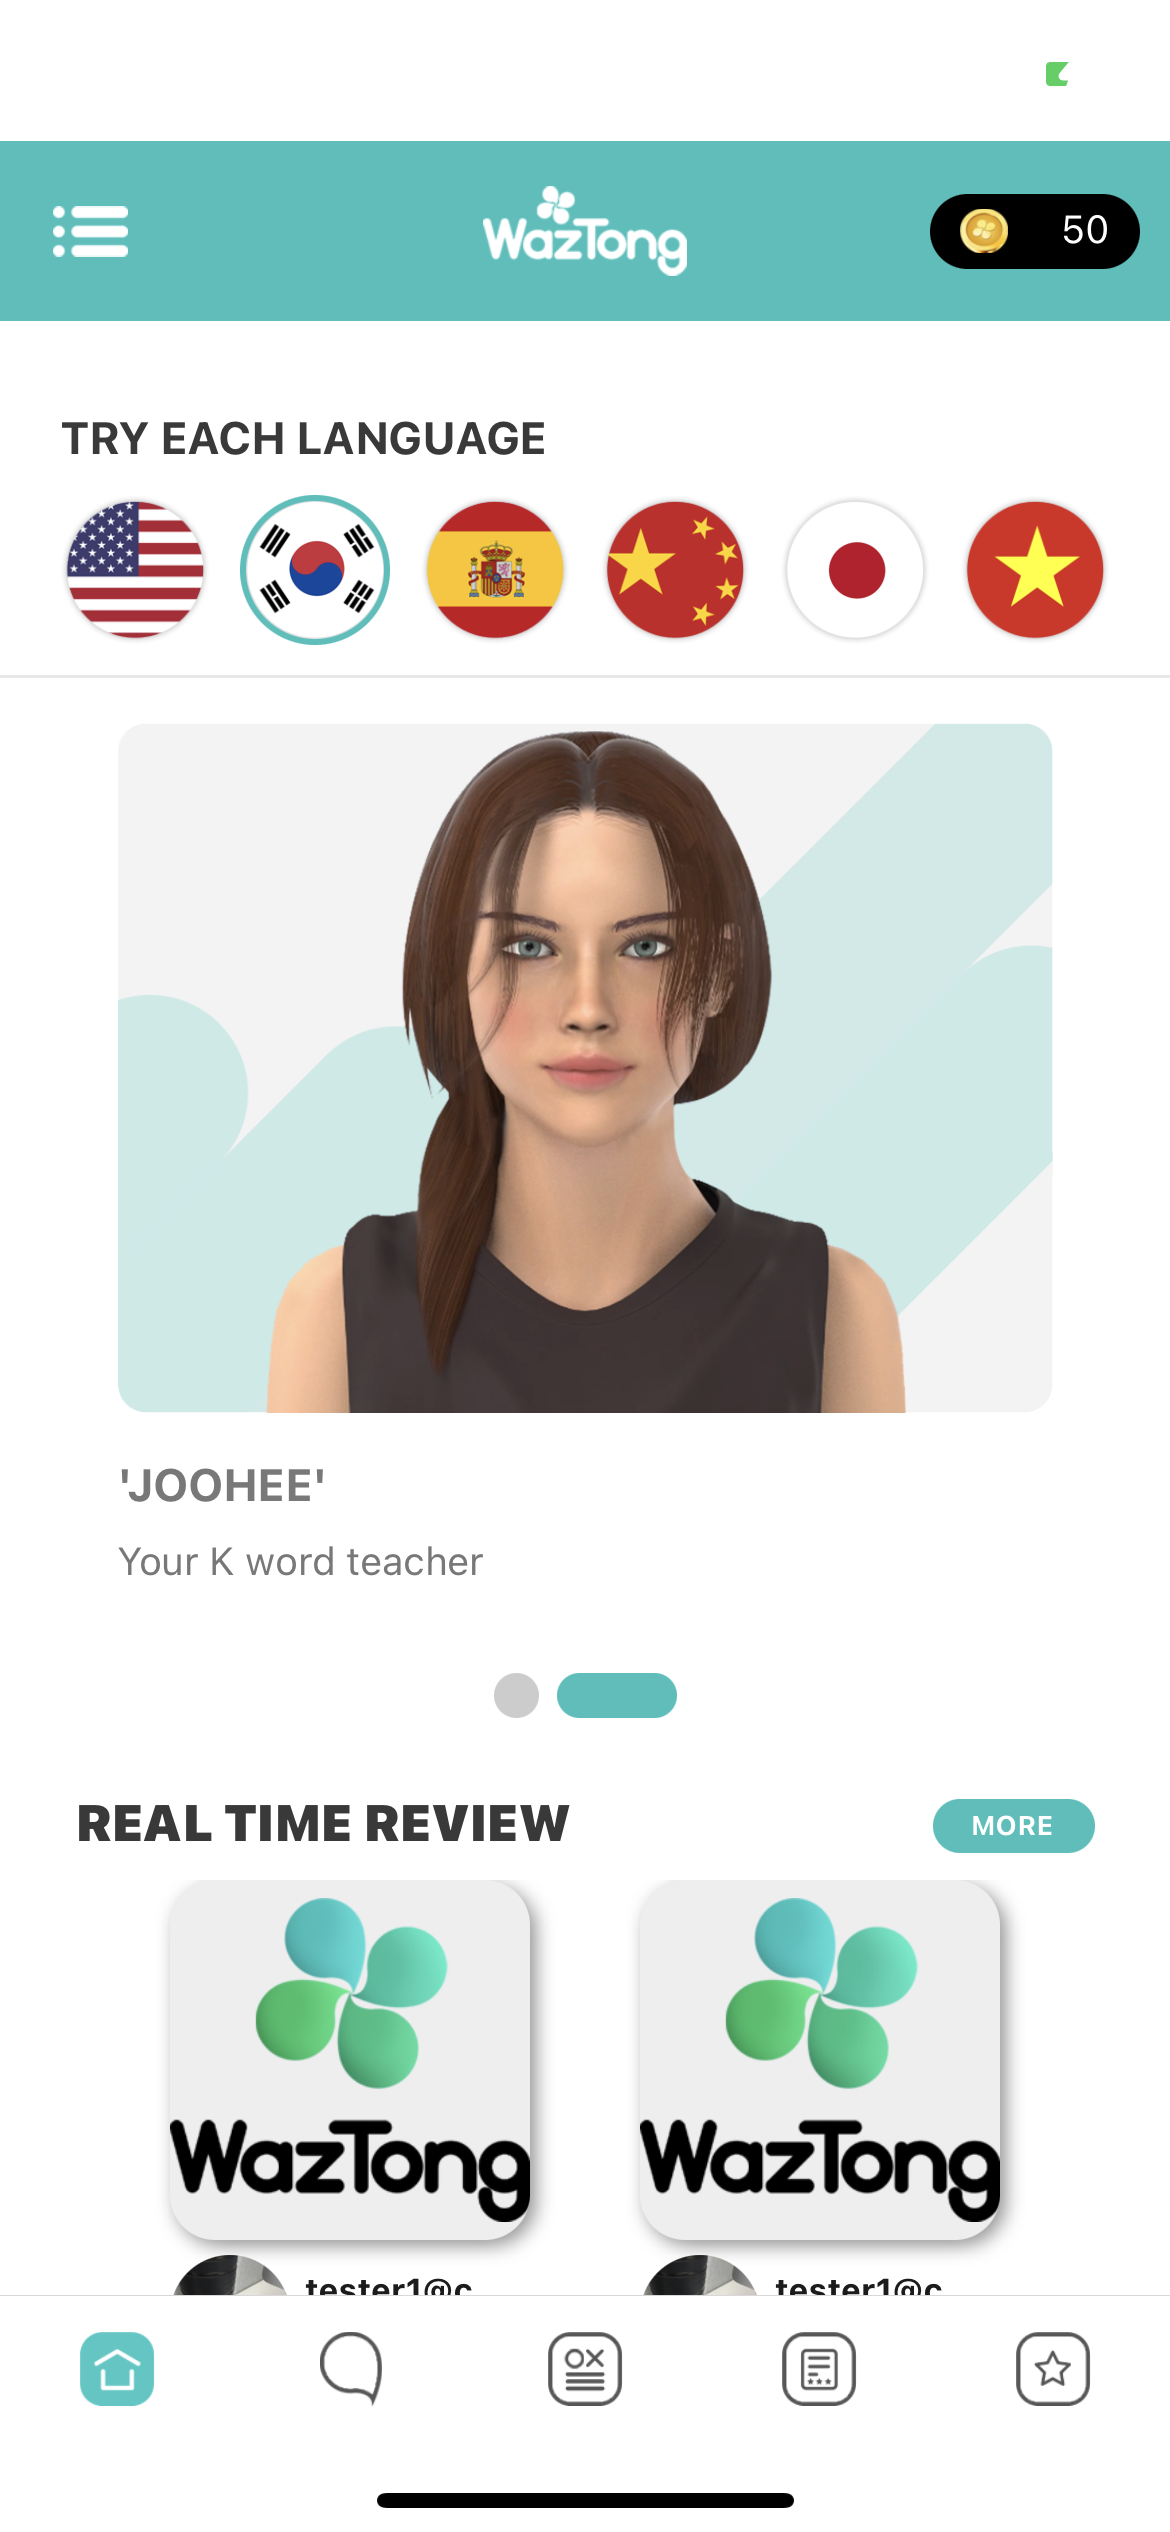 WazTong
50
TRY EACH LANGUAGE
'JOOHEE'
Your K word teacher
REAL TIME REVIEW
MORE
WazTong
WazTong
tester1@c
tester1@c
OX